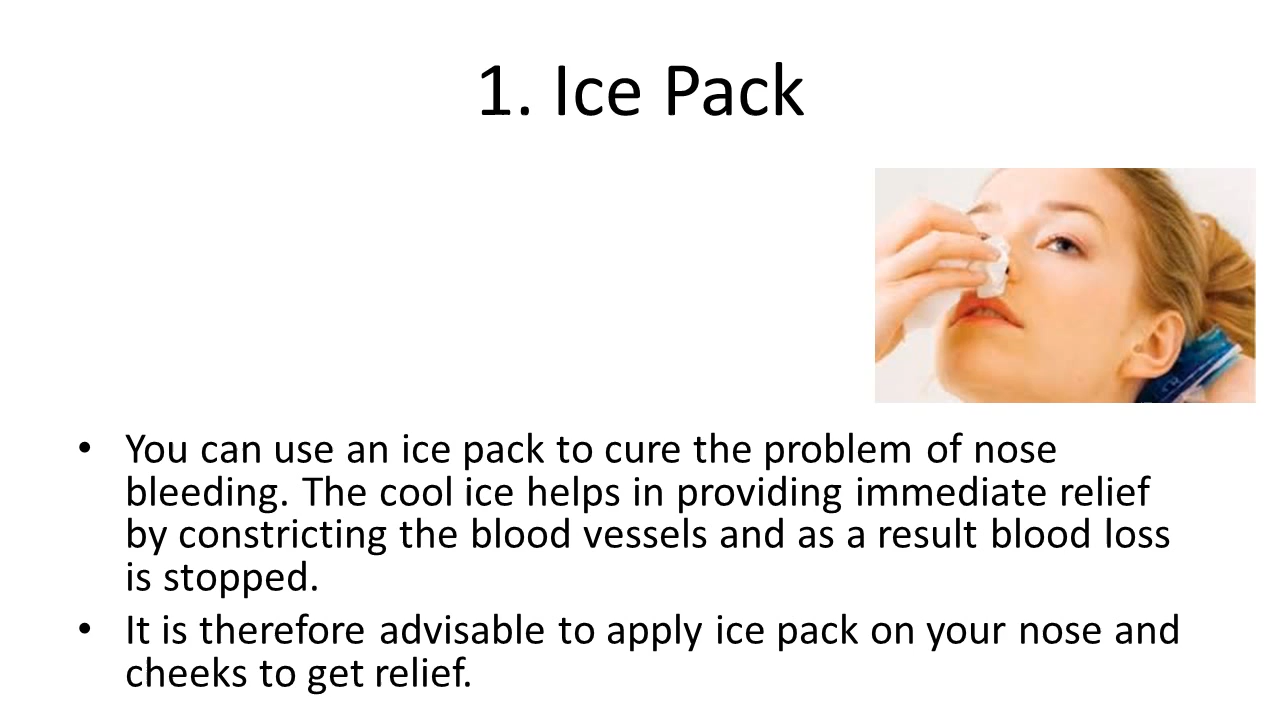 1. Ice Pack
• You can use an ice pack to cure the problem of nose
bleeding. The cool ice helps in providing immediate relief
by constricting the blood vessels and as a result blood loss
is stopped.
• It is therefore advisable to apply ice pack on your nose and
cheeks to get relief.